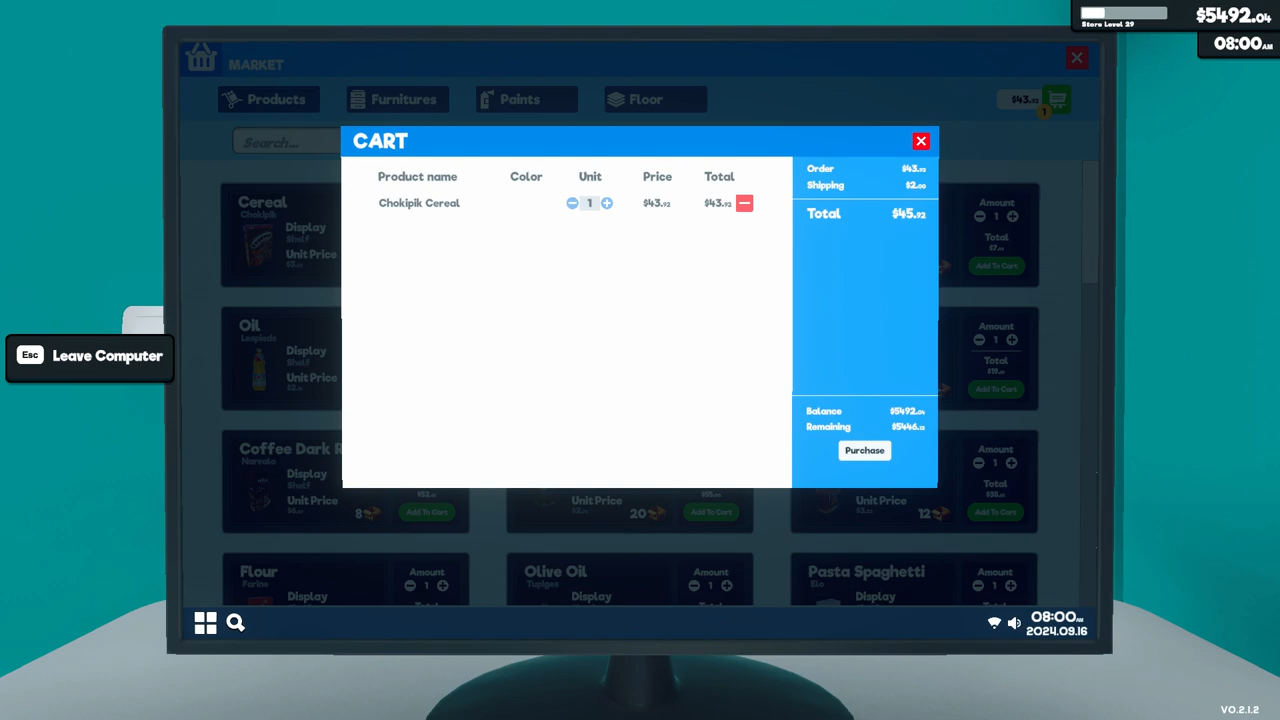 $5492.04
Store Level 29
08:00AM
MARKET
Products
Furnitures
Paints
Floor
$43.92
1
Search...
CART
Product name
Color
Unit
Price
Total
Chokipik Cereal
1
$43.92
$43.92
Order
$43.92
Shipping
$2.00
Total
$45.92
Balance
$5492.04
Remaining
$5446.12
Purchase
Cereal
Chokipik
Display
Shelf
Unit Price
Amount
1
Total
Add To Cart
Esc
Leave Computer
Oil
Display
Shelf
Unit Price
Amount
1
Total
Add To Cart
Coffee Dark R
Narvalo
Display
Shelf
Unit Price
8
Add To Cart
Unit Price
20
Add To Cart
Unit Price
12
Amount
1
Total
Add To Cart
Flour
Farine
Display
Amount
1
Olive Oil
Tupiges
Display
Amount
1
Pasta Spaghetti
Elo
Display
Amount
1
08:00AM
2024.09.16
V0.2.1.2